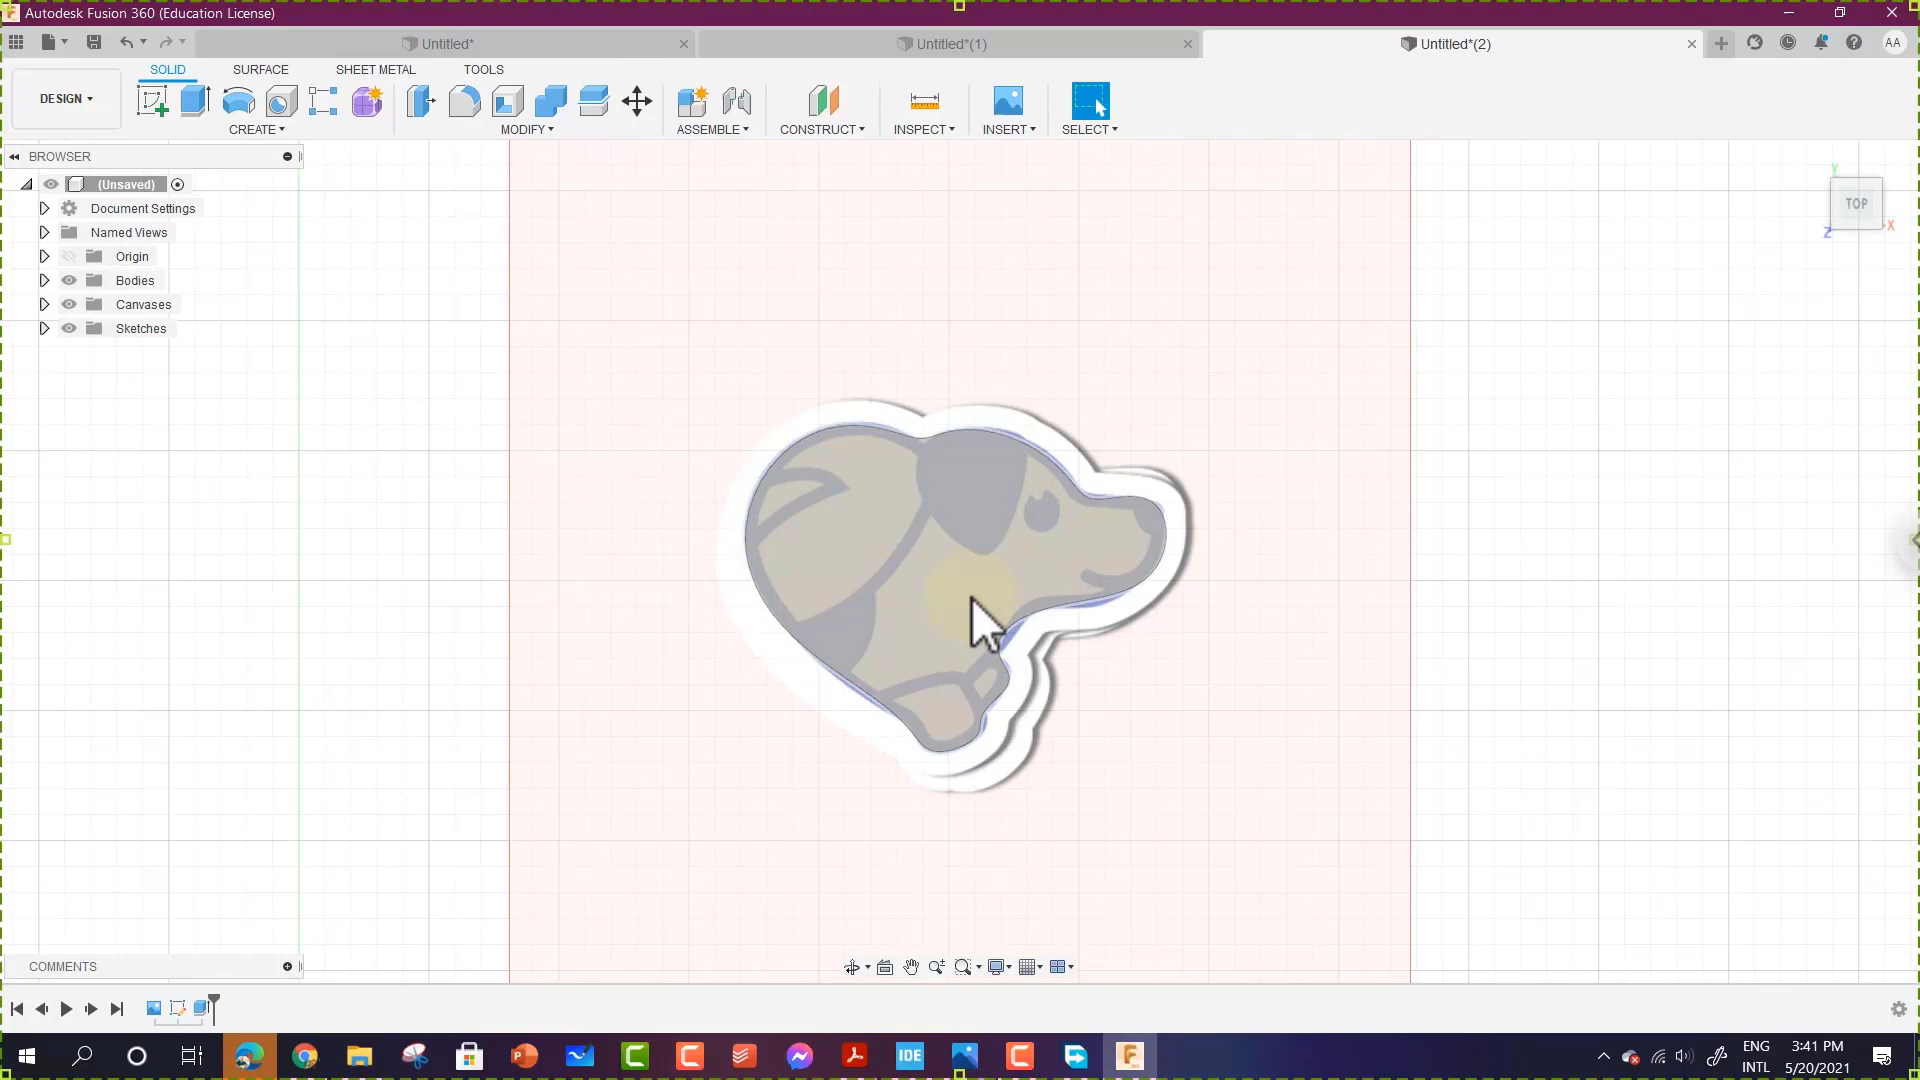 Autodesk Fusion 360 (Education License)
Untitled*
Untitled*(1)
Untitled*(2)
AA
SOLID
SURFACE
SHEET METAL
TOOLS
DESIGN
CREATE
MODIFY
ASSEMBLE
CONSTRUCT
INSPECT
INSERT
SELECT
BROWSER
(Unsaved)
Document Settings
Named Views
Origin
Bodies
Canvases
Sketches
Y
TOP
X
Z
COMMENTS
IDE
ENG
INTL
3:41 PM
5/20/2021